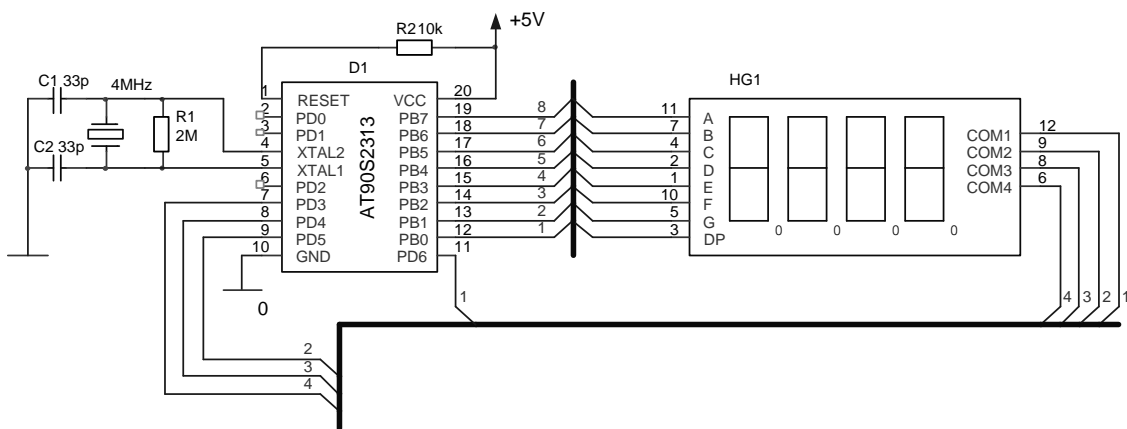 +5V
R210k
D1
HG1
C1 33p
4MHz
R1
2M
C2 33p
AT90S2313
1 RESET VCC 20
2 PD0 PB7 19 8 11 A
3 PD1 PB6 18 7 7 B
4 XTAL2 PB5 17 6 4 C
5 XTAL1 PB4 16 5 2 D
6 PD2 PB3 15 4 1 E
7 PD3 PB2 14 3 10 F
8 PD4 PB1 13 2 5 G
9 PD5 PB0 12 1 3 DP
10 GND PD6 11
COM1 12
COM2 9
COM3 8
COM4 6
0 0 0 0
0
1
4 3 2 1
2
3
4